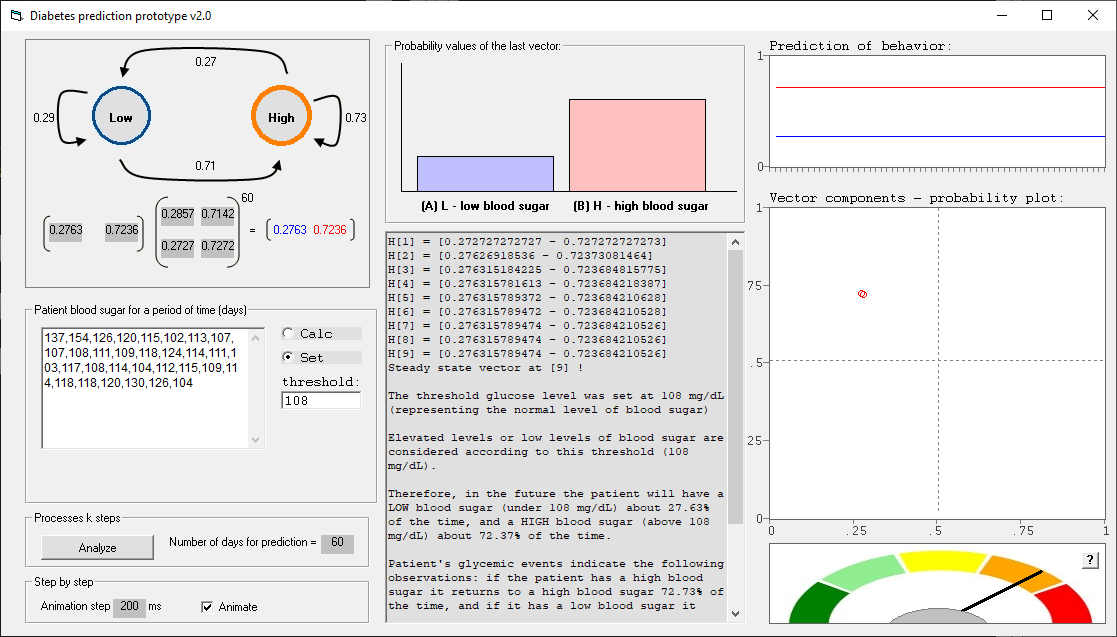 Diabetes prediction prototype v2.0
0.27
0.29
Low
High
0.73
0.71
60
0.2763 0.7236
0.2857 0.7142
0.2727 0.7272
= 0.2763 0.7236
Patient blood sugar for a period of time (days)
137,154,126,120,115,102,113,107,
107,108,111,109,118,124,114,111,1
03,117,108,114,104,112,115,109,11
4,118,118,120,130,126,104
Calc
Set
threshold:
108
Processes k steps
Analyze
Number of days for prediction = 60
Step by step
Animation step 200 ms
Animate
Probability values of the last vector:
(A) L - low blood sugar
(B) H - high blood sugar
H[1] = [0.272727272727 - 0.727272727273]
H[2] = [0.27626918536 - 0.72373081464]
H[3] = [0.276315184225 - 0.723684815775]
H[4] = [0.276315781613 - 0.723684218387]
H[5] = [0.276315789372 - 0.723684210628]
H[6] = [0.276315789472 - 0.723684210528]
H[7] = [0.276315789474 - 0.723684210526]
H[8] = [0.276315789474 - 0.723684210526]
H[9] = [0.276315789474 - 0.723684210526]
Steady state vector at [9] !
The threshold glucose level was set at 108 mg/dL
(representing the normal level of blood sugar)
Elevated levels or low levels of blood sugar are
considered according to this threshold (108
mg/dL).
Therefore, in the future the patient will have a
LOW blood sugar (under 108 mg/dL) about 27.63%
of the time, and a HIGH blood sugar (above 108
mg/dL) about 72.37% of the time.
Patient's glycemic events indicate the following
observations: if the patient has a high blood
sugar it returns to a high blood sugar 72.73% of
the time, and if it has a low blood sugar it
Prediction of behavior:
1
0
Vector components - probability plot:
1
75
.5
25
0
0 .25 .5 .75 1
?